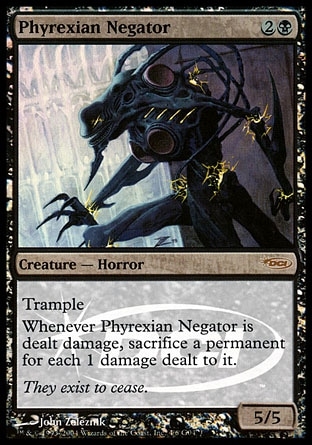 Phyrexian Negator 2
Creature — Horror
DCI
Trample
Whenever Phyrexian Negator is
dealt damage, sacrifice a permanent
for each 1 damage dealt to it.
They exist to cease.
John Zeleznik
5/5